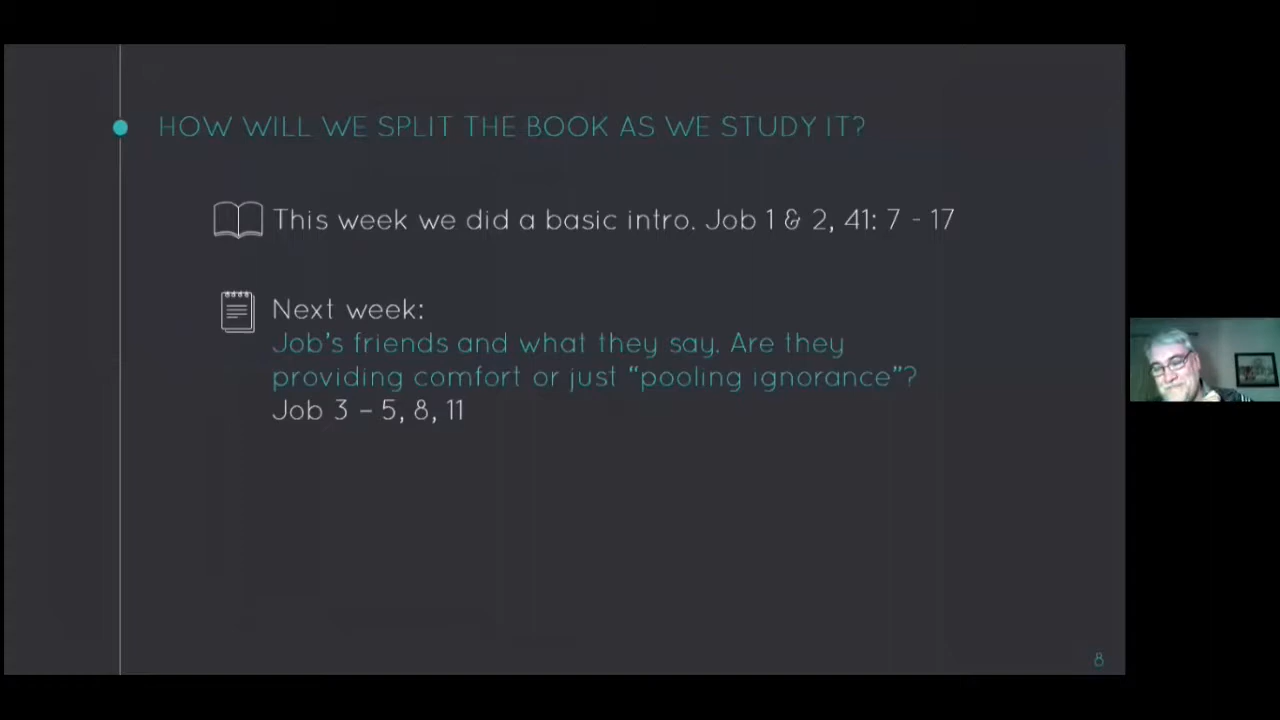 HOW WILL WE SPLIT THE BOOK AS WE STUDY IT?
This week we did a basic intro. Job 1 & 2, 41: 7 - 17
Next week:
Job’s friends and what they say. Are they
providing comfort or just “pooling ignorance”?
Job 3 – 5, 8, 11
8